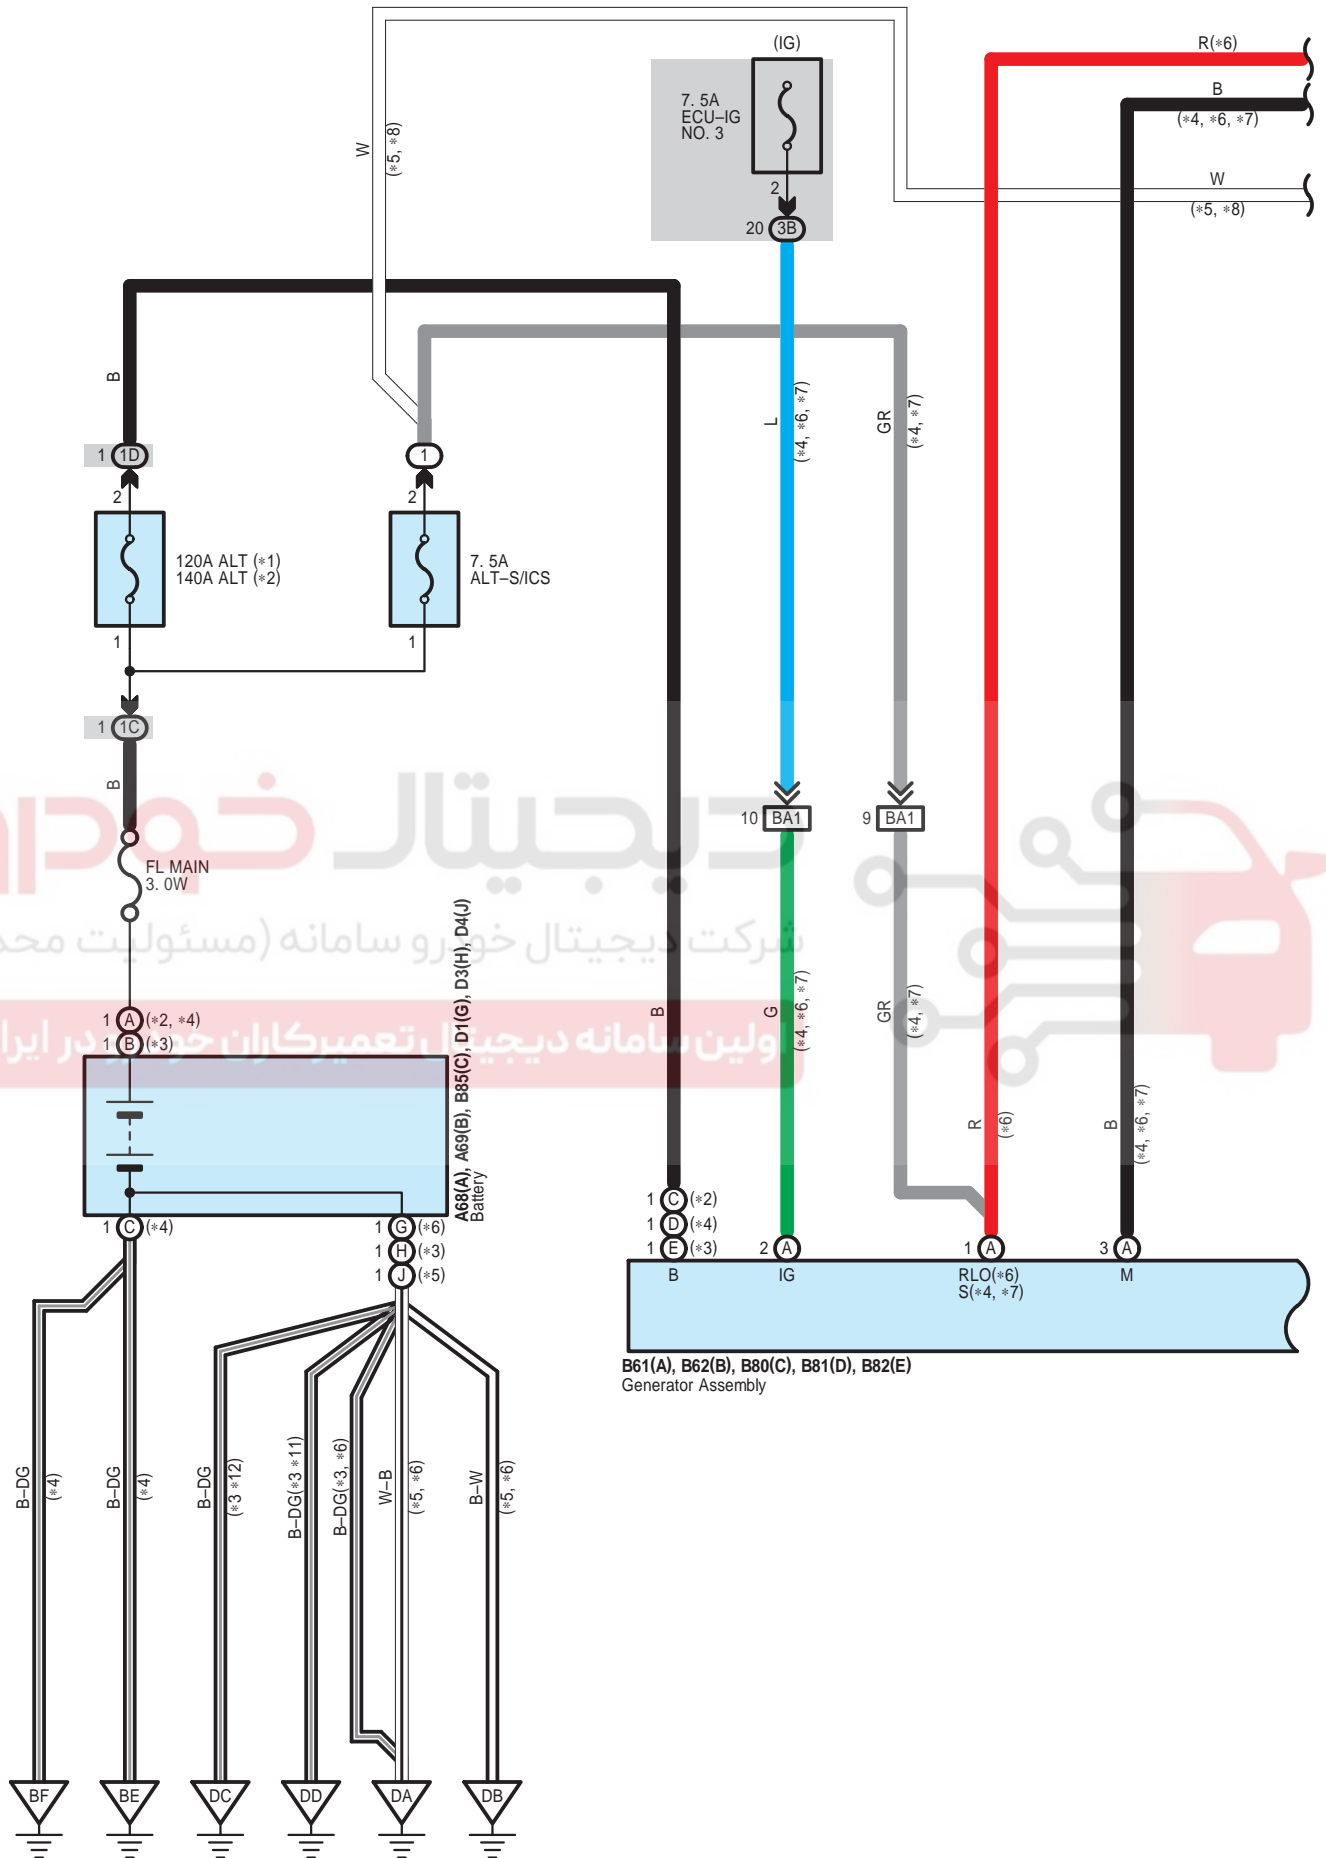 (IG)
R(*6)
7. 5A
ECU–IG
NO. 3
B
(*4, *6, *7)
W
(*5, *8)
W
(*5, *8)
2
20 3B
B
L
(*4, *6, *7)
GR
(*4, *7)
1 1D
1
2
2
120A ALT (*1)
140A ALT (*2)
7. 5A
ALT–S/ICS
1
1
1 1C
B
10 BA1
9 BA1
FL MAIN
3. 0W
دیجیتال خودرو
شرکت دیجیتال خودرو سامانه (مسئولیت
اولین سامانه دیجیتال تعمیرکاران خودرو در
B
G
(*4, *6, *7)
GR
(*4, *7)
R
(*6)
B
(*4, *6, *7)
1 A (*2, *4)
1 B (*3)
A68(A), A69(B), B85(C), D1(G), D3(H), D4(J)
Battery
1 C (*4)
1 G (*6)
1 H (*3)
1 J (*5)
1 C (*2)
1 D (*4)
1 E (*3)
2 A
1 A
3 A
B
IG
RLO(*6)
S(*4, *7)
M
B61(A), B62(B), B80(C), B81(D), B82(E)
Generator Assembly
B–DG
(*4)
B–DG
(*4)
B–DG
(*3 *12)
B–DG(*3 *11)
B–DG(*3, *6)
W–B
(*5, *6)
B–W
(*5, *6)
BF
BE
DC
DD
DA
DB